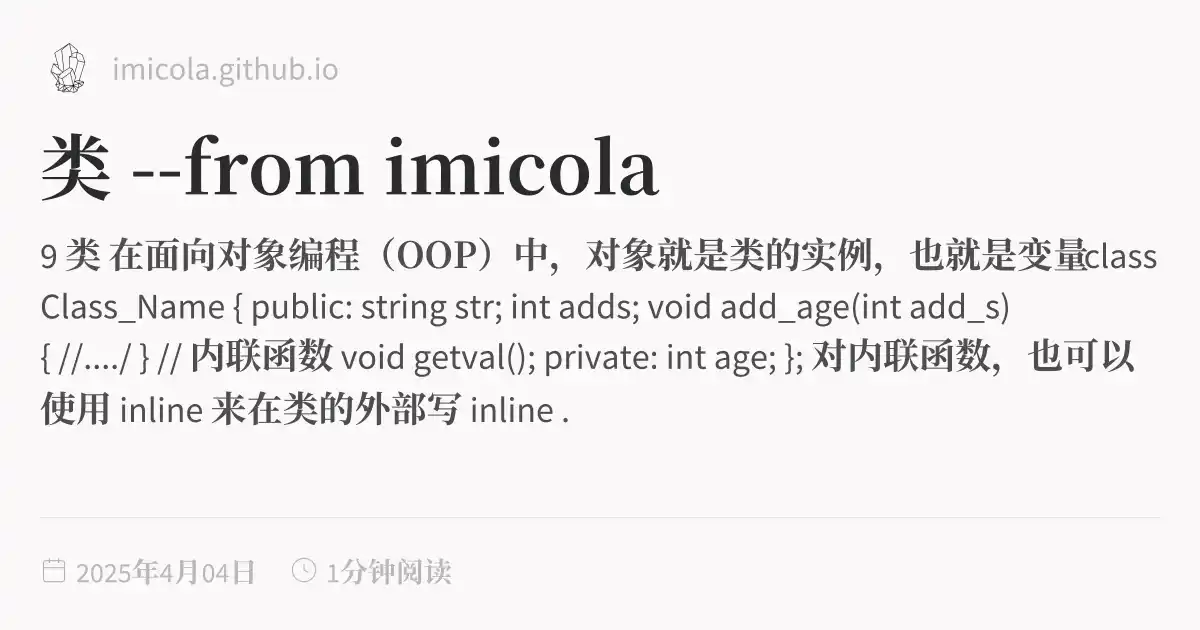 imicola.github.io
类 --from imicola
9 类 在面向对象编程（OOP）中，对象就是类的实例，也就是变量class
Class_Name { public: string str; int adds; void add_age(int add_s)
{ //..../ } // 内联函数 void getval(); private: int age; }; 对内联函数，也可以
使用 inline 来在类的外部写 inline .
2025年4月04日 1分钟阅读